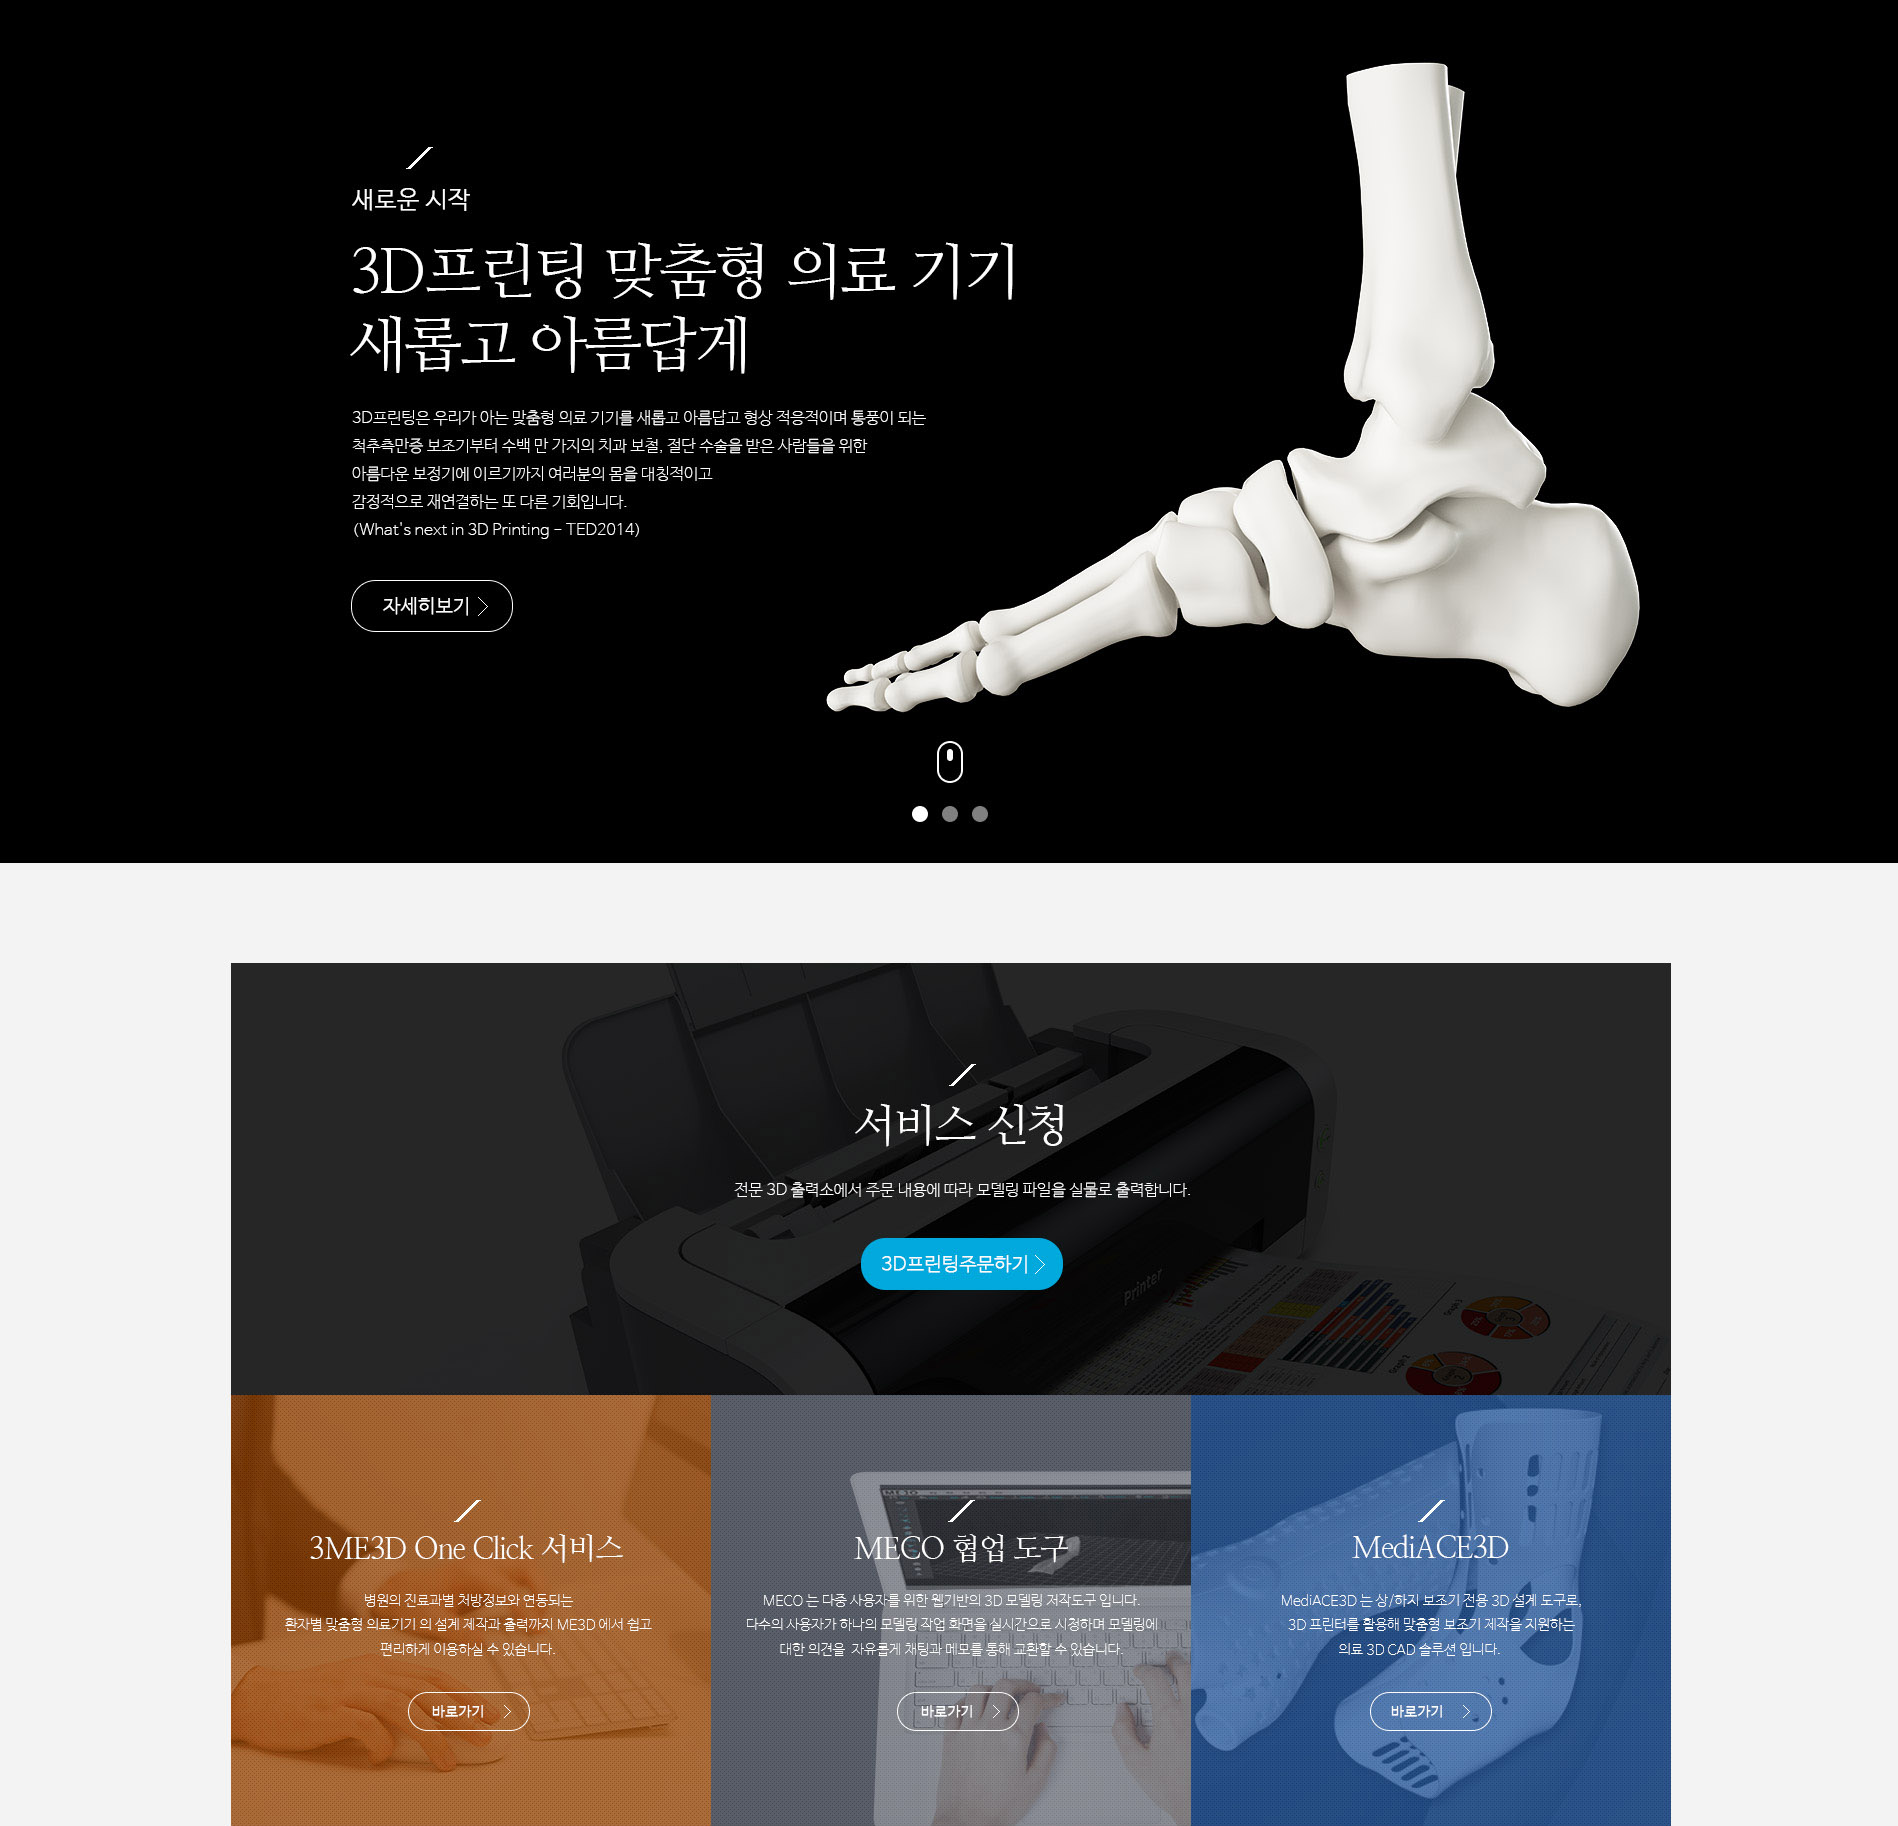 새로운 시작
3D프린팅 맞춤형 의료 기기
새롭고 아름답게
3D프린팅은 우리가 아는 맞춤형 의료 기기를 새롭고 아름답고 형상 적응적이며 통풍이 되는
척추측만증 보조기부터 수백 만 가지의 치과 보철, 절단 수술을 받은 사람들을 위한
아름다운 보정기에 이르기까지 여러분의 몸을 대칭적이고
감정적으로 재연결하는 또 다른 기회입니다.
(What's next in 3D Printing - TED2014)
자세히보기
서비스 신청
전문 3D 출력소에서 주문 내용에 따라 모델링 파일을 실물로 출력합니다.
3D프린팅주문하기
Printer
3ME3D One Click 서비스
병원의 진료과별 처방정보와 연동되는
환자별 맞춤형 의료기기 의 설계 제작과 출력까지 ME3D 에서 쉽고
편리하게 이용하실 수 있습니다.
바로가기
MECO 협업 도구
MECO 는 다중 사용자를 위한 웹기반의 3D 모델링 저작도구 입니다.
다수의 사용자가 하나의 모델링 작업 화면을 실시간으로 시청하며 모델링에
대한 의견을 자유롭게 채팅과 메모를 통해 교환할 수 있습니다.
바로가기
MediACE3D
MediACE3D 는 상/하지 보조기 전용 3D 설계 도구로,
3D 프린터를 활용해 맞춤형 보조기 제작을 지원하는
의료 3D CAD 솔루션 입니다.
바로가기